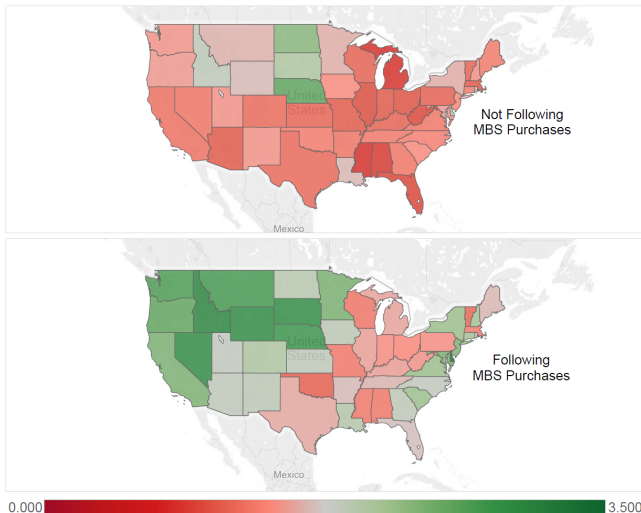 United
States
Not Following
MBS Purchases
Mexico
United
States
Following
MBS Purchases
Mexico
0.000
3.500